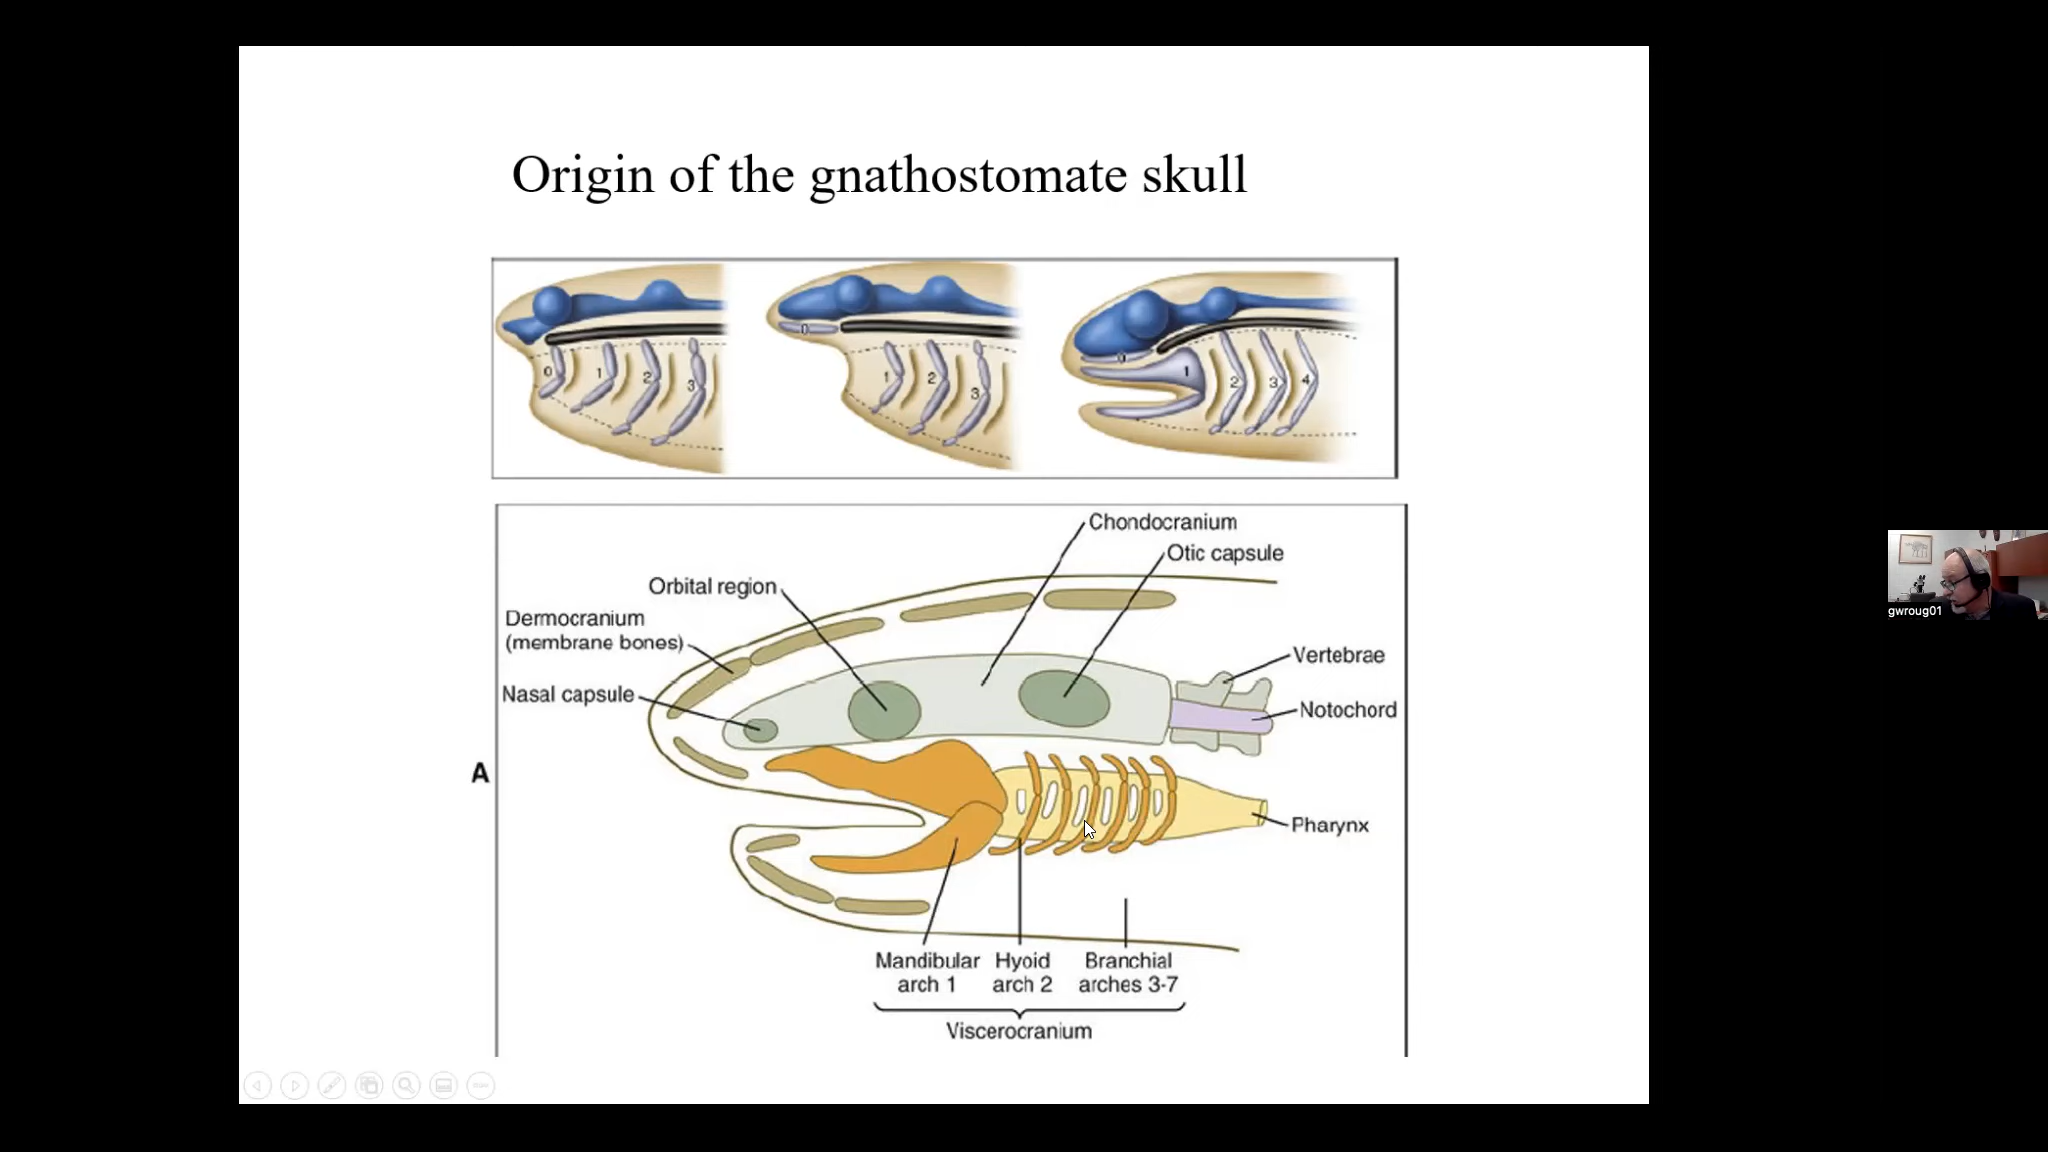 Origin of the gnathostomate skull
0
1
2
3
0
1
2
3
0
1
2
3
4
Chondocranium
Otic capsule
Orbital region
Dermocranium
(membrane bones)
Nasal capsule
Vertebrae
Notochord
A
Pharynx
Mandibular
arch 1
Hyoid
arch 2
Branchial
arches 3-7
Viscerocranium
gwroug01